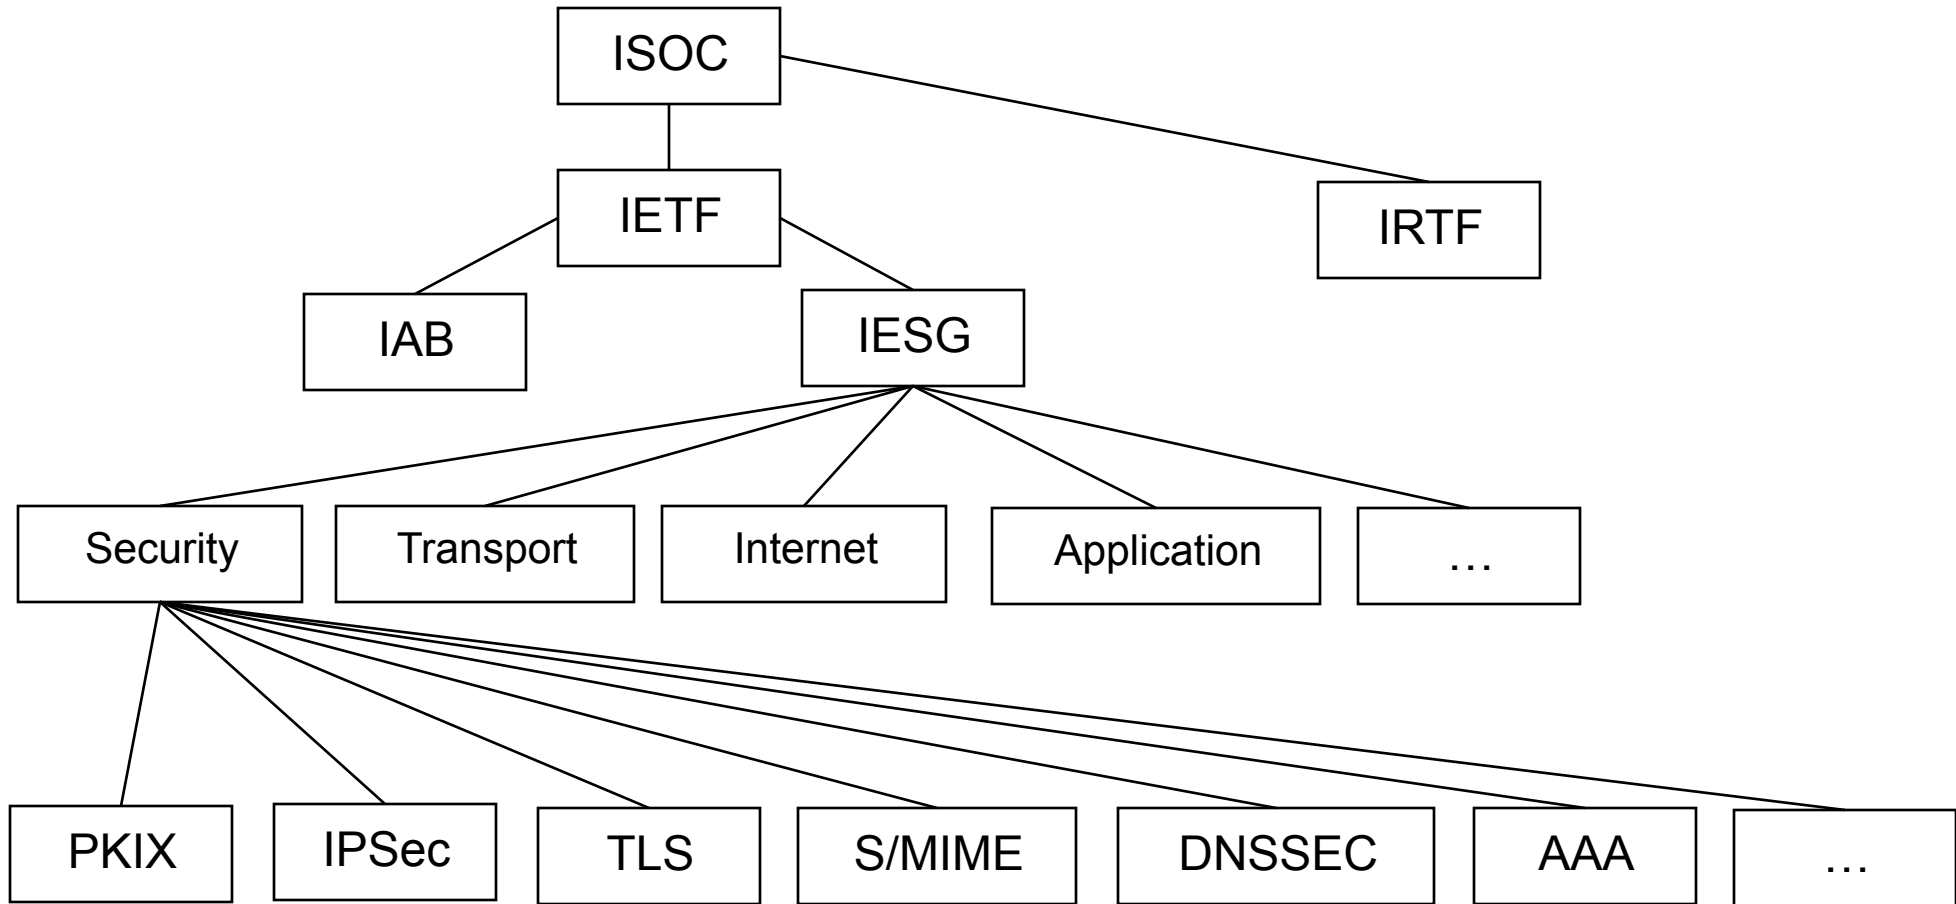 ISOC
IETF
IRTF
IAB
IESG
Security
Transport
Internet
Application
…
PKIX
IPSec
TLS
S/MIME
DNSSEC
AAA
…